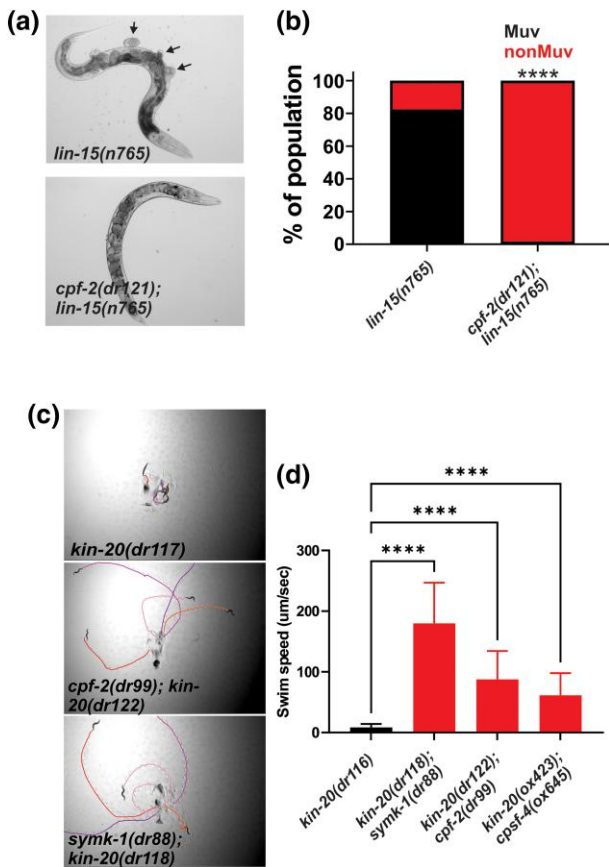 (a)
lin-15(n765)
cpf-2(dr121);
lin-15(n765)
(b)
Muv
nonMuv
****
% of population
100
80
60
40
20
0
lin-15(n765)
cpf-2(dr121);
lin-15(n765)
(c)
kin-20(dr117)
cpf-2(dr99); kin-
20(dr122)
symk-1(dr88);
kin-20(dr118)
(d)
****
****
****
Swim speed (um/sec)
300
200
100
0
kin-20(dr116)
kin-20(dr118);
symk-1(dr88)
kin-20(dr122);
cpf-2(dr99)
kin-20(ox423);
cpsf-4(ox645)